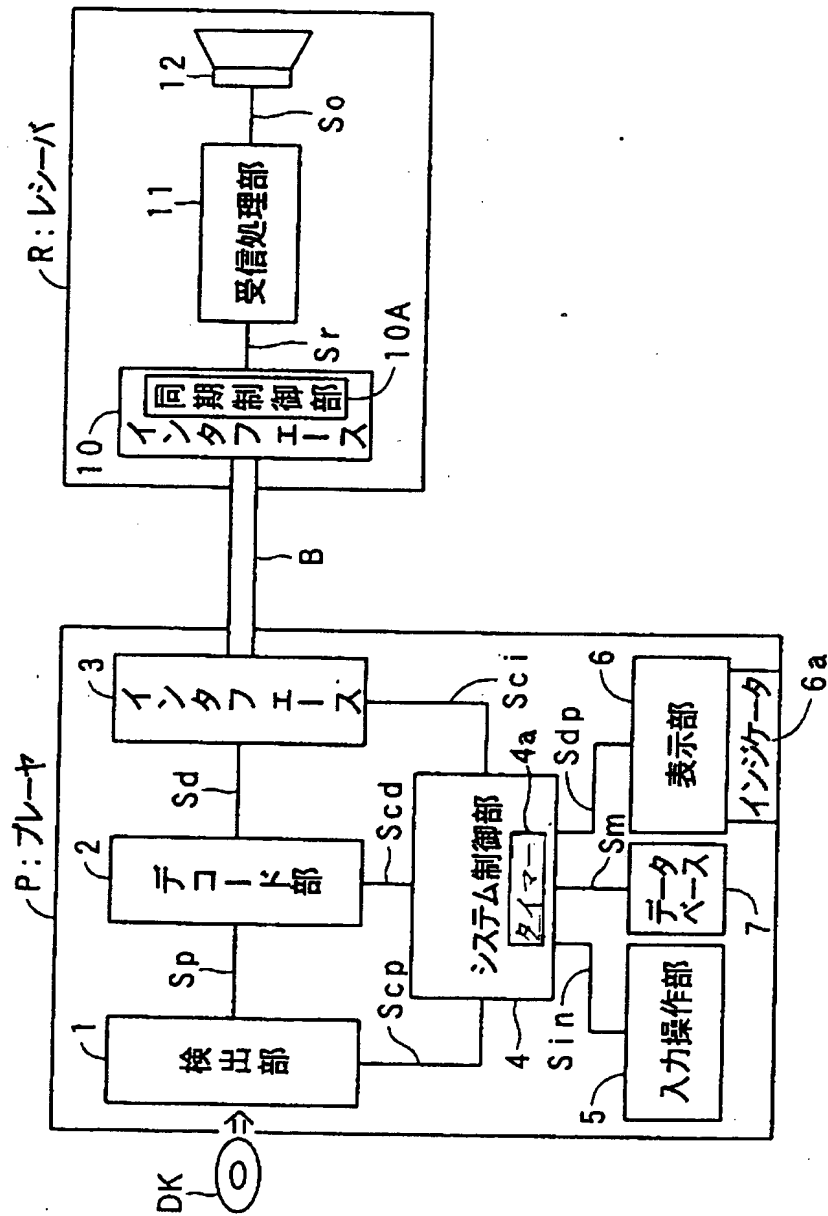 P:プレーヤ
DK
1
検出部
Sp
2
デコード部
Sd
3
インタフェース
B
Scp
Scd
Sci
4
システム制御部
タイマー
4a
Sin
Sm
Sdp
5
入力操作部
データ
ベース
7
6
表示部
インジケータ
6a
R:レシーバ
10
インタフェース
同期制御部
10A
Sr
11
受信処理部
So
12